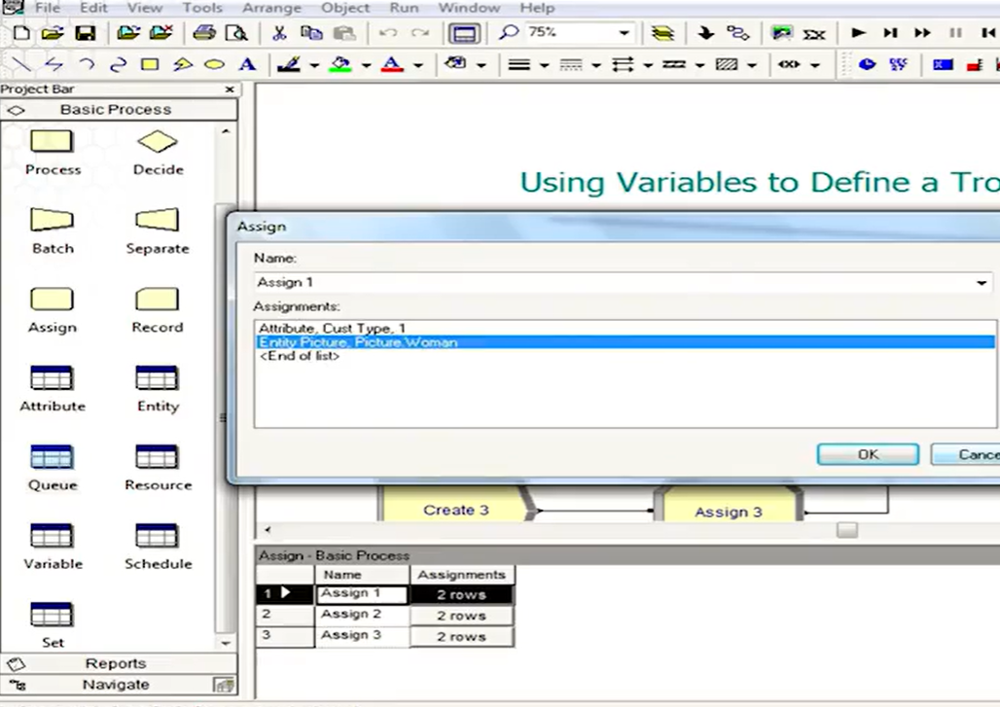 File Edit View Tools Arrange Object Run Window Help
75%
Project Bar
Basic Process
Process Decide
Batch Separate
Assign Record
Attribute Entity
Queue Resource
Variable Schedule
Set
Reports
Navigate
Using Variables to Define a Tro
Assign
Name:
Assign 1
Assignments:
Attribute, Cust Type, 1
Entity Picture, Picture.Woman
<End of list>
OK Cance
Create 3 Assign 3
Assign - Basic Process
Name Assignments
1 Assign 1 2 rows
2 Assign 2 2 rows
3 Assign 3 2 rows